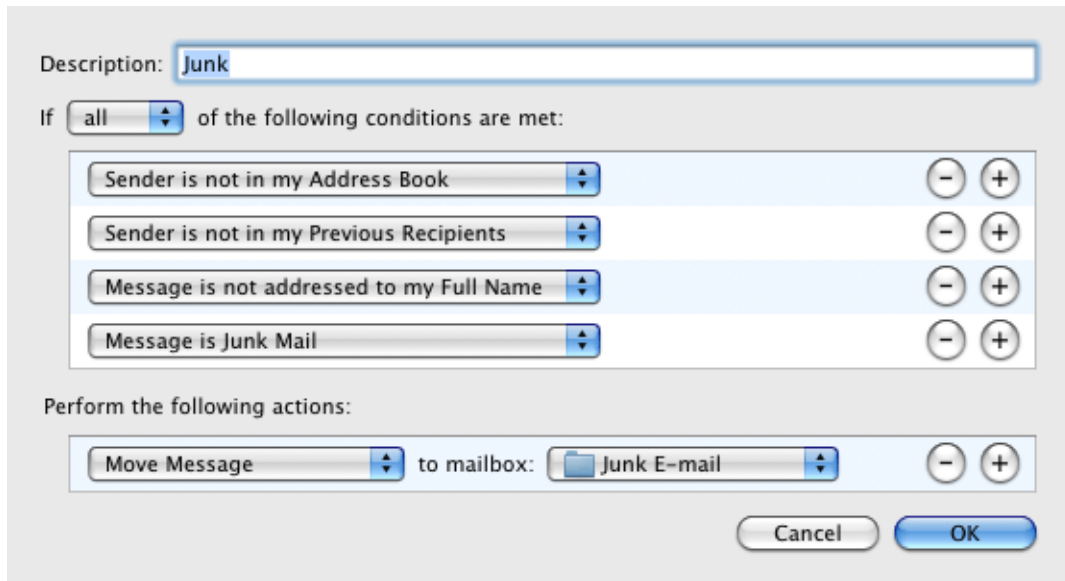 Description: Junk
If all of the following conditions are met:
Sender is not in my Address Book
Sender is not in my Previous Recipients
Message is not addressed to my Full Name
Message is Junk Mail
Perform the following actions:
Move Message to mailbox: Junk E-mail
Cancel OK